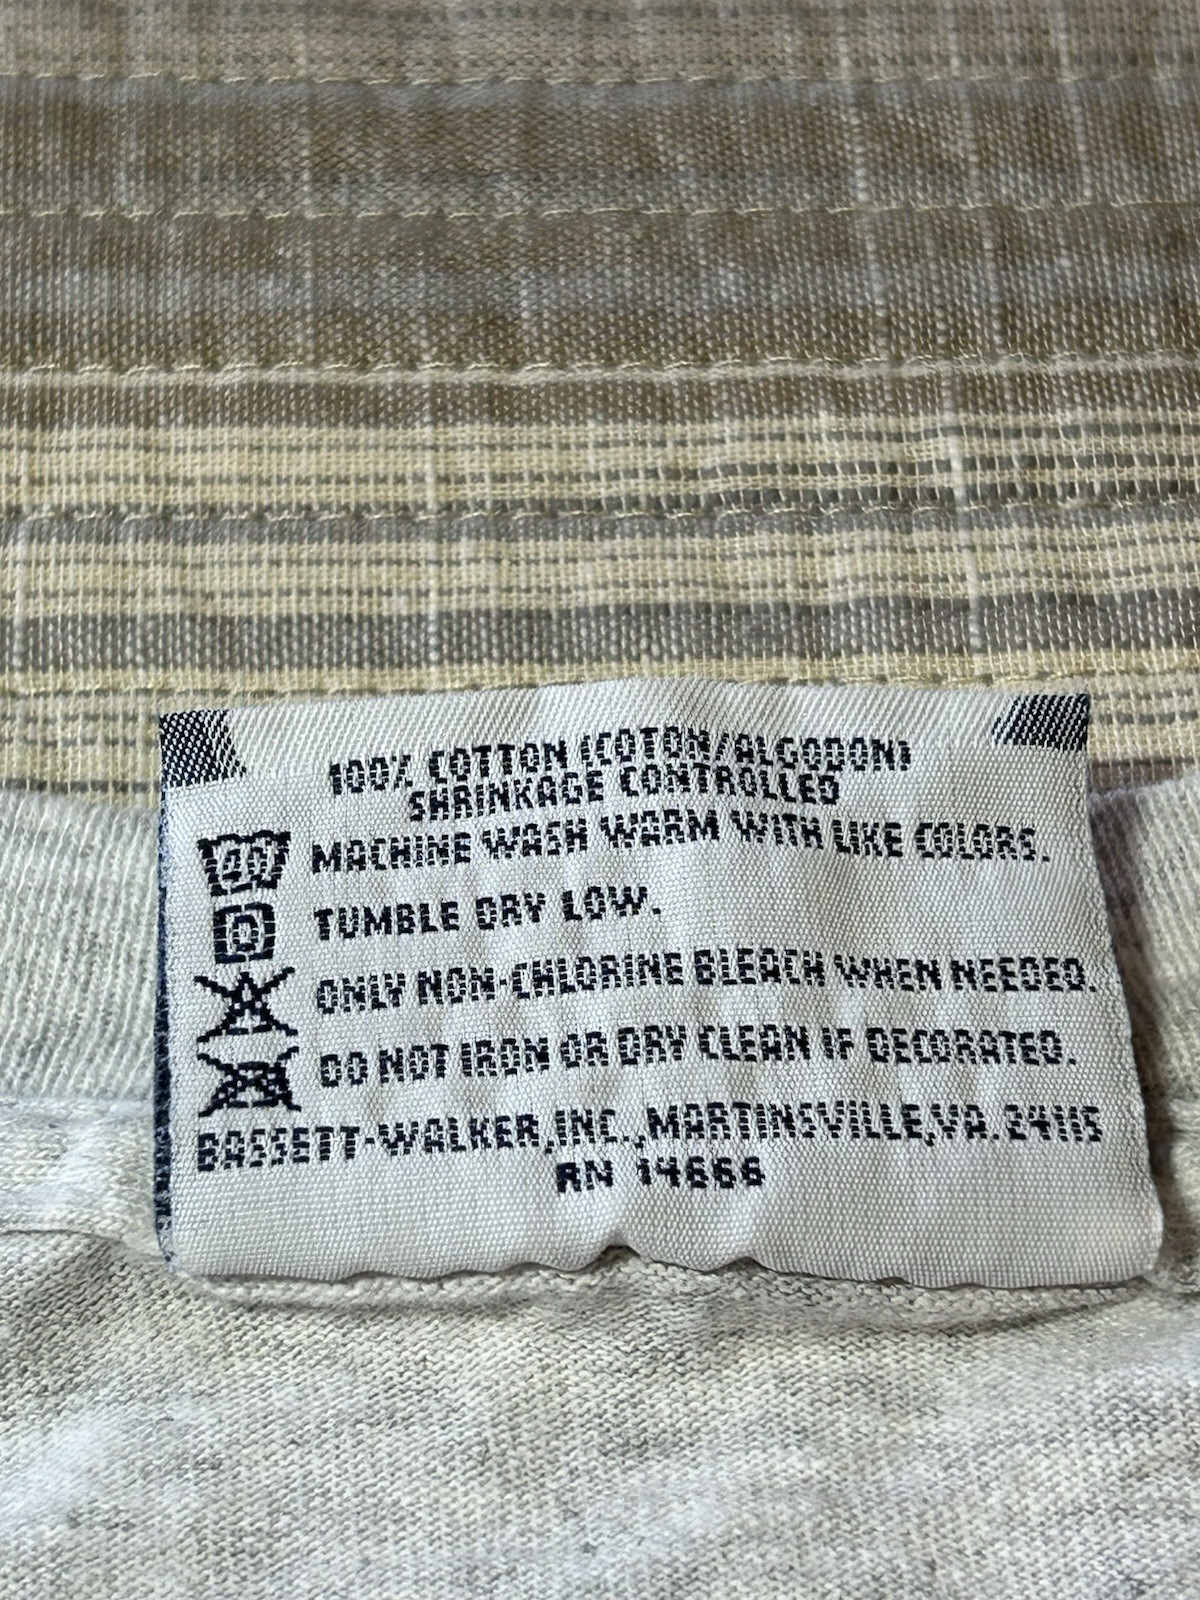 100% COTTON (COTON/ALGODON)
SHRINKAGE CONTROLLED
40 MACHINE WASH WARM WITH LIKE COLORS.
TUMBLE DRY LOW.
ONLY NON-CHLORINE BLEACH WHEN NEEDED.
DO NOT IRON OR DRY CLEAN IF DECORATED.
BASSETT-WALKER, INC., MARTINSVILLE, VA. 24115
RN 14666